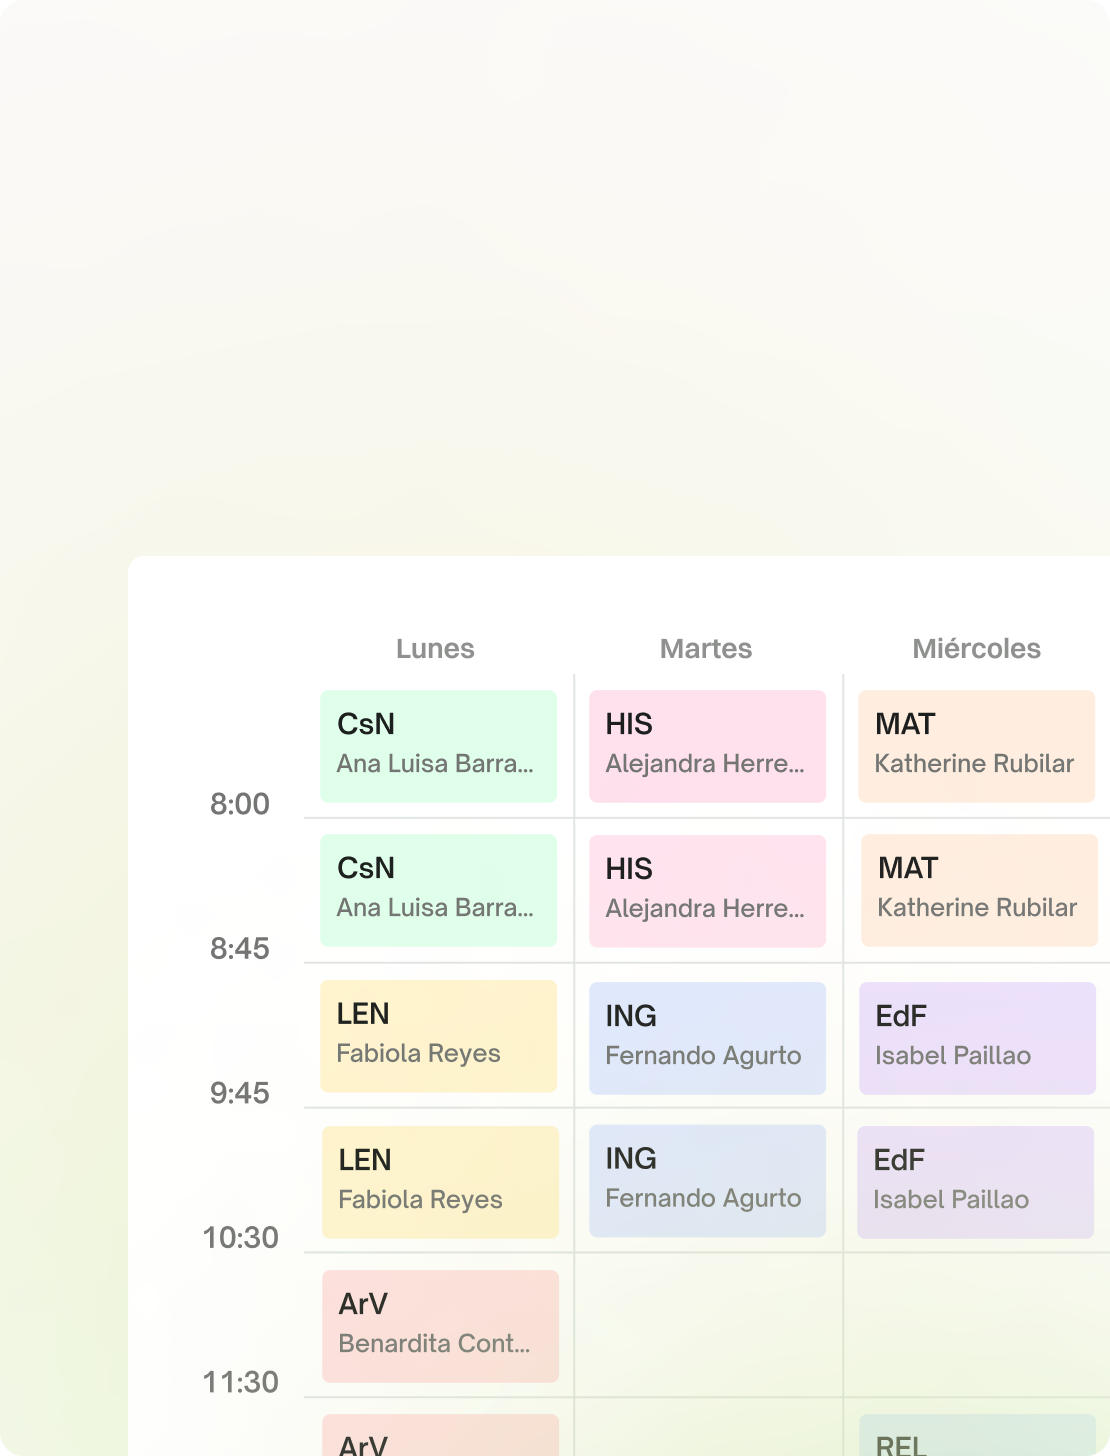 Lunes Martes Miércoles
CsN HIS MAT
Ana Luisa Barra... Alejandra Herre... Katherine Rubilar
8:00
CsN HIS MAT
Ana Luisa Barra... Alejandra Herre... Katherine Rubilar
8:45
LEN ING EdF
Fabiola Reyes Fernando Agurto Isabel Paillao
9:45
LEN ING EdF
Fabiola Reyes Fernando Agurto Isabel Paillao
10:30
ArV
Benardita Cont...
11:30
ArV REL